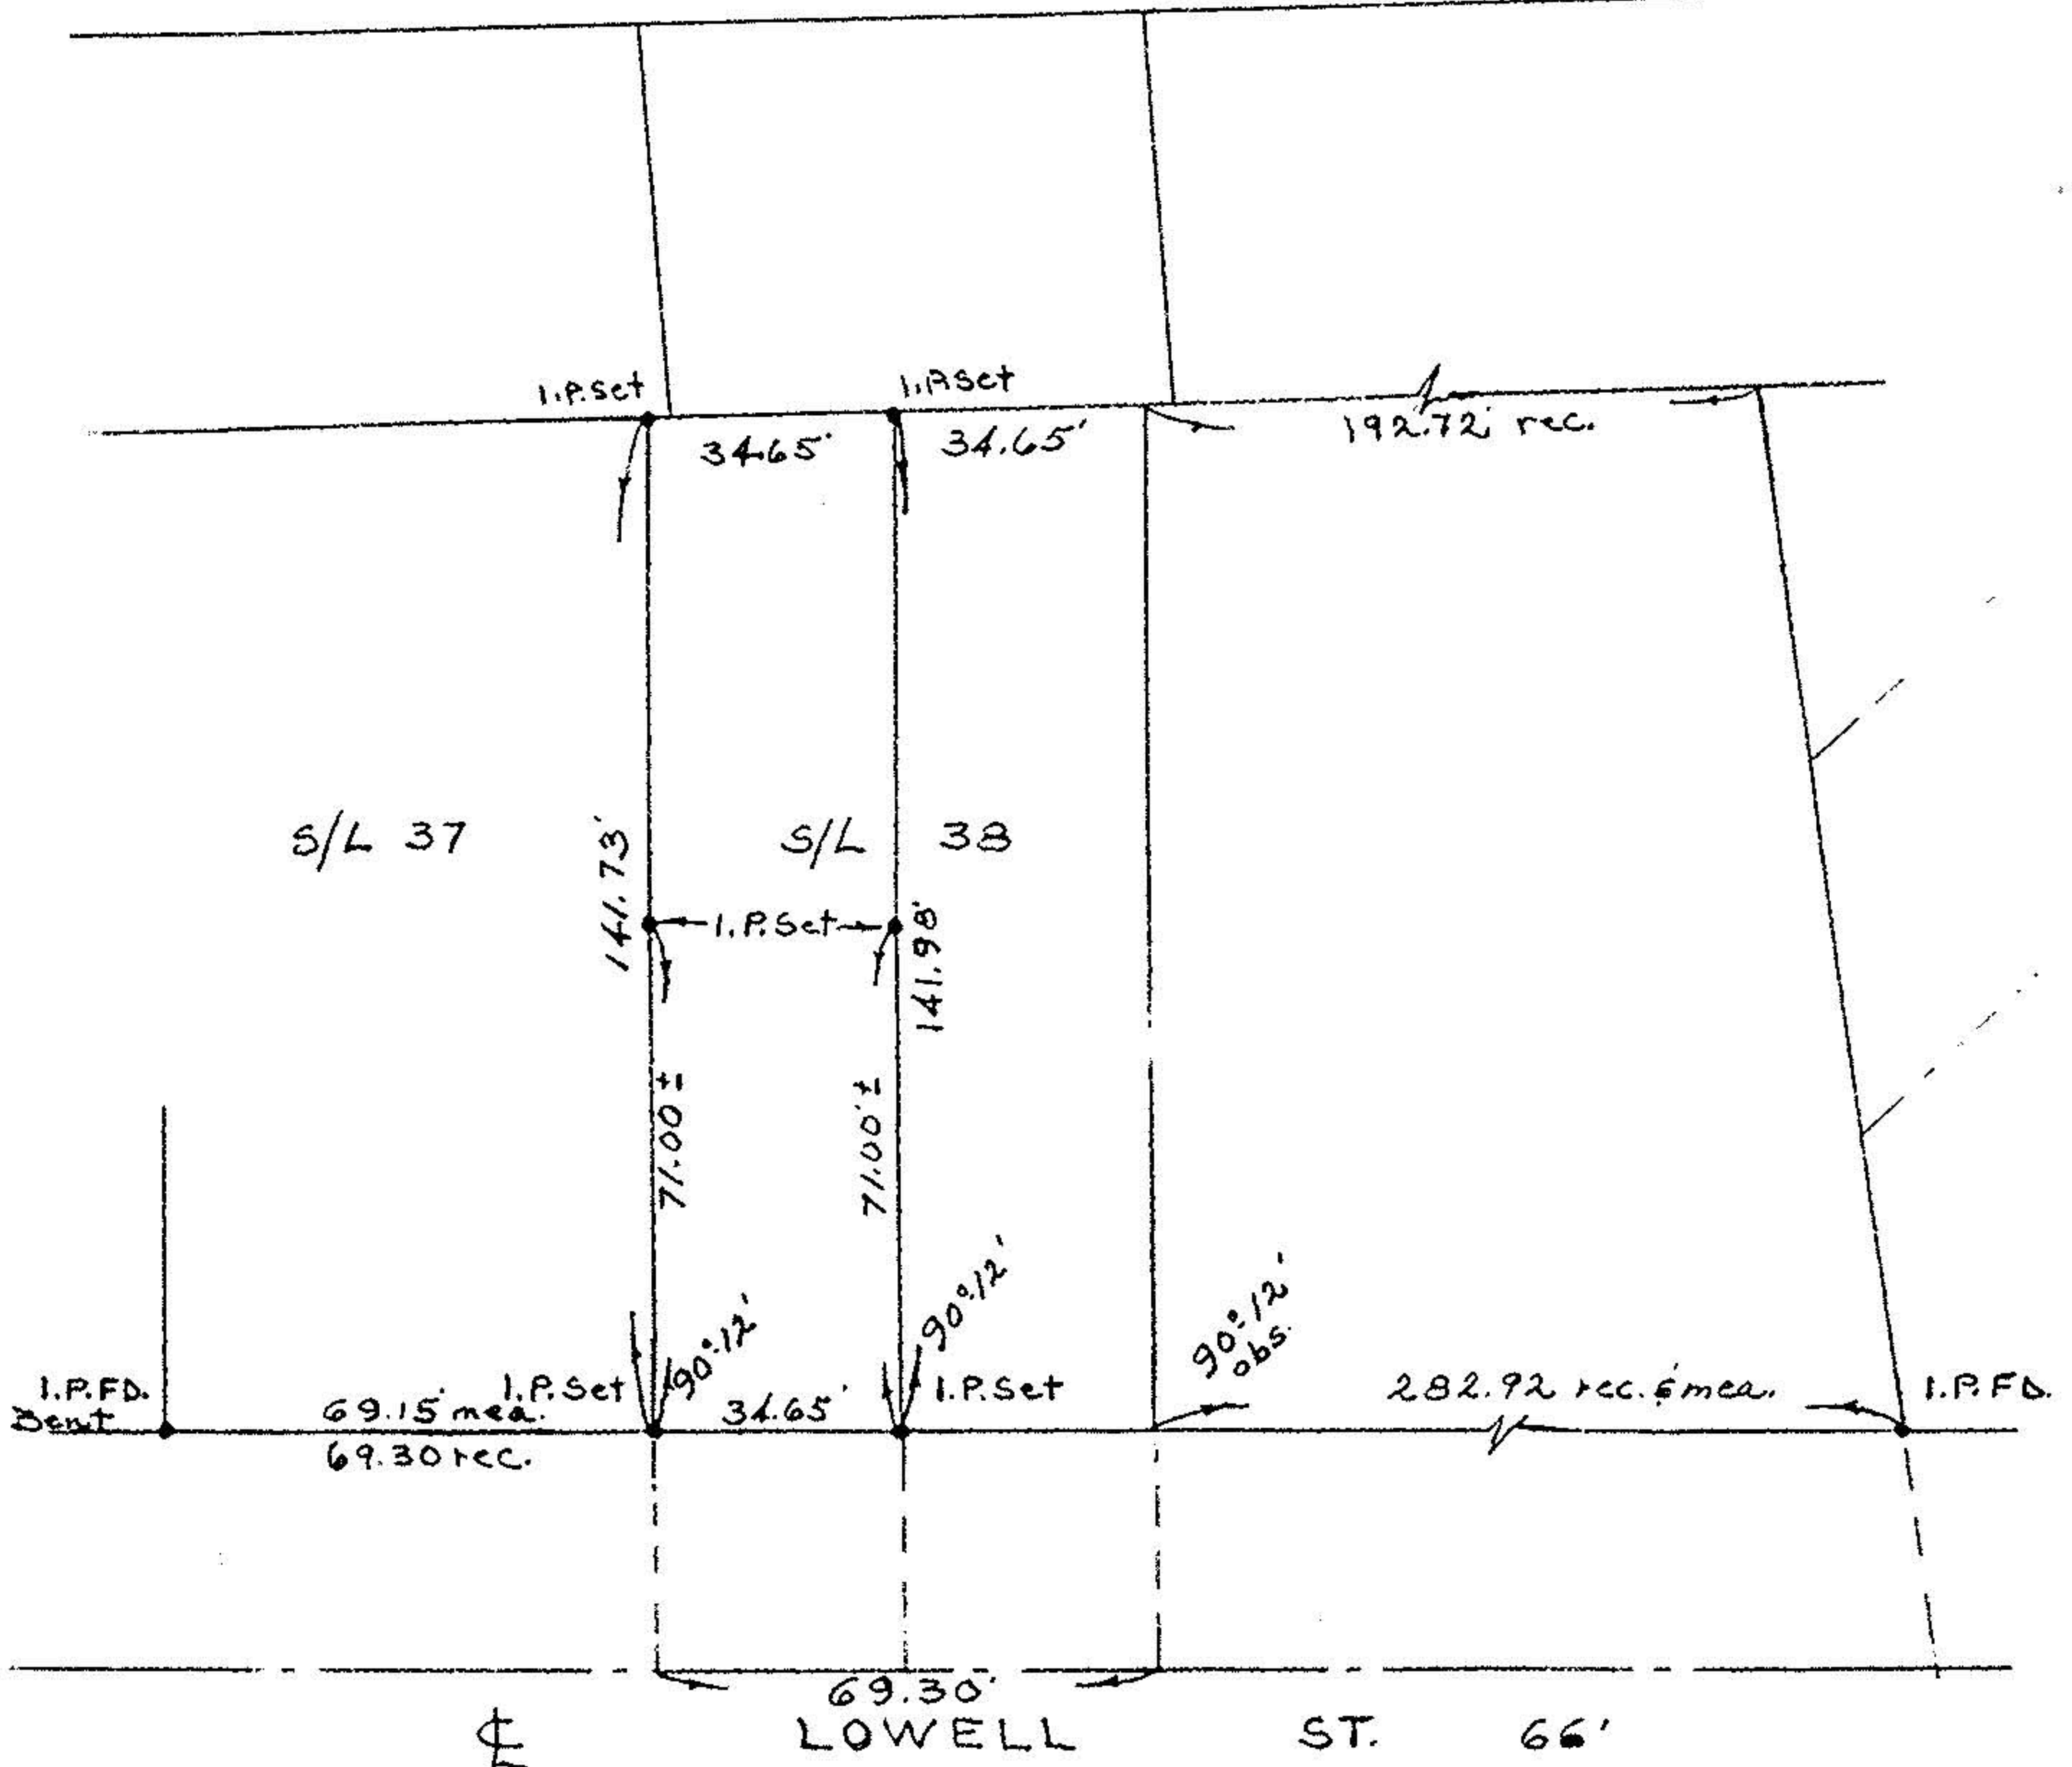 I.P.Set
I.P.Set
34.65'
34.65'
192.72' rec.
S/L 37
141.73'
S/L 38
I.P.Set
141.98'
71.00 ±
71.00' ±
90°12'
90°12'
90°12'
obs.
I.P.FD.
Bent
69.15' mea.
69.30 rec.
I.P.Set
34.65'
I.P.Set
282.92 rec. & mea.
I.P.FD.
69.30'
℄ LOWELL ST. 66'